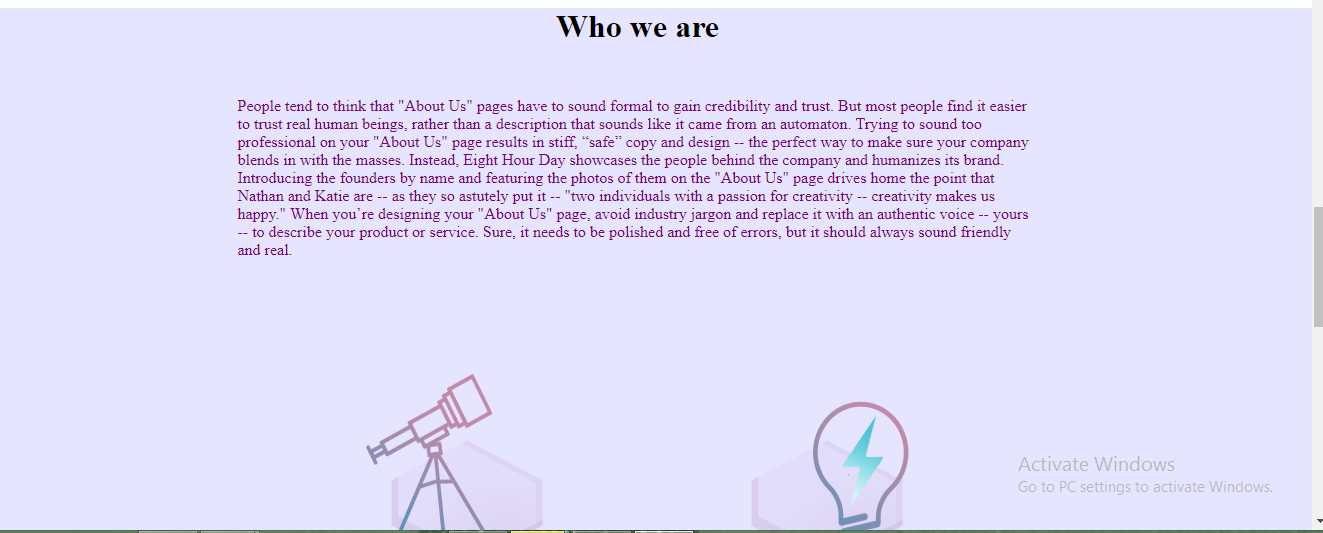 Who we are
People tend to think that "About Us" pages have to sound formal to gain credibility and trust. But most people find it easier
to trust real human beings, rather than a description that sounds like it came from an automaton. Trying to sound too
professional on your "About Us" page results in stiff, “safe” copy and design -- the perfect way to make sure your company
blends in with the masses. Instead, Eight Hour Day showcases the people behind the company and humanizes its brand.
Introducing the founders by name and featuring the photos of them on the "About Us" page drives home the point that
Nathan and Katie are -- as they so astutely put it -- "two individuals with a passion for creativity -- creativity makes us
happy." When you’re designing your "About Us" page, avoid industry jargon and replace it with an authentic voice -- yours
-- to describe your product or service. Sure, it needs to be polished and free of errors, but it should always sound friendly
and real.
Activate Windows
Go to PC settings to activate Windows.